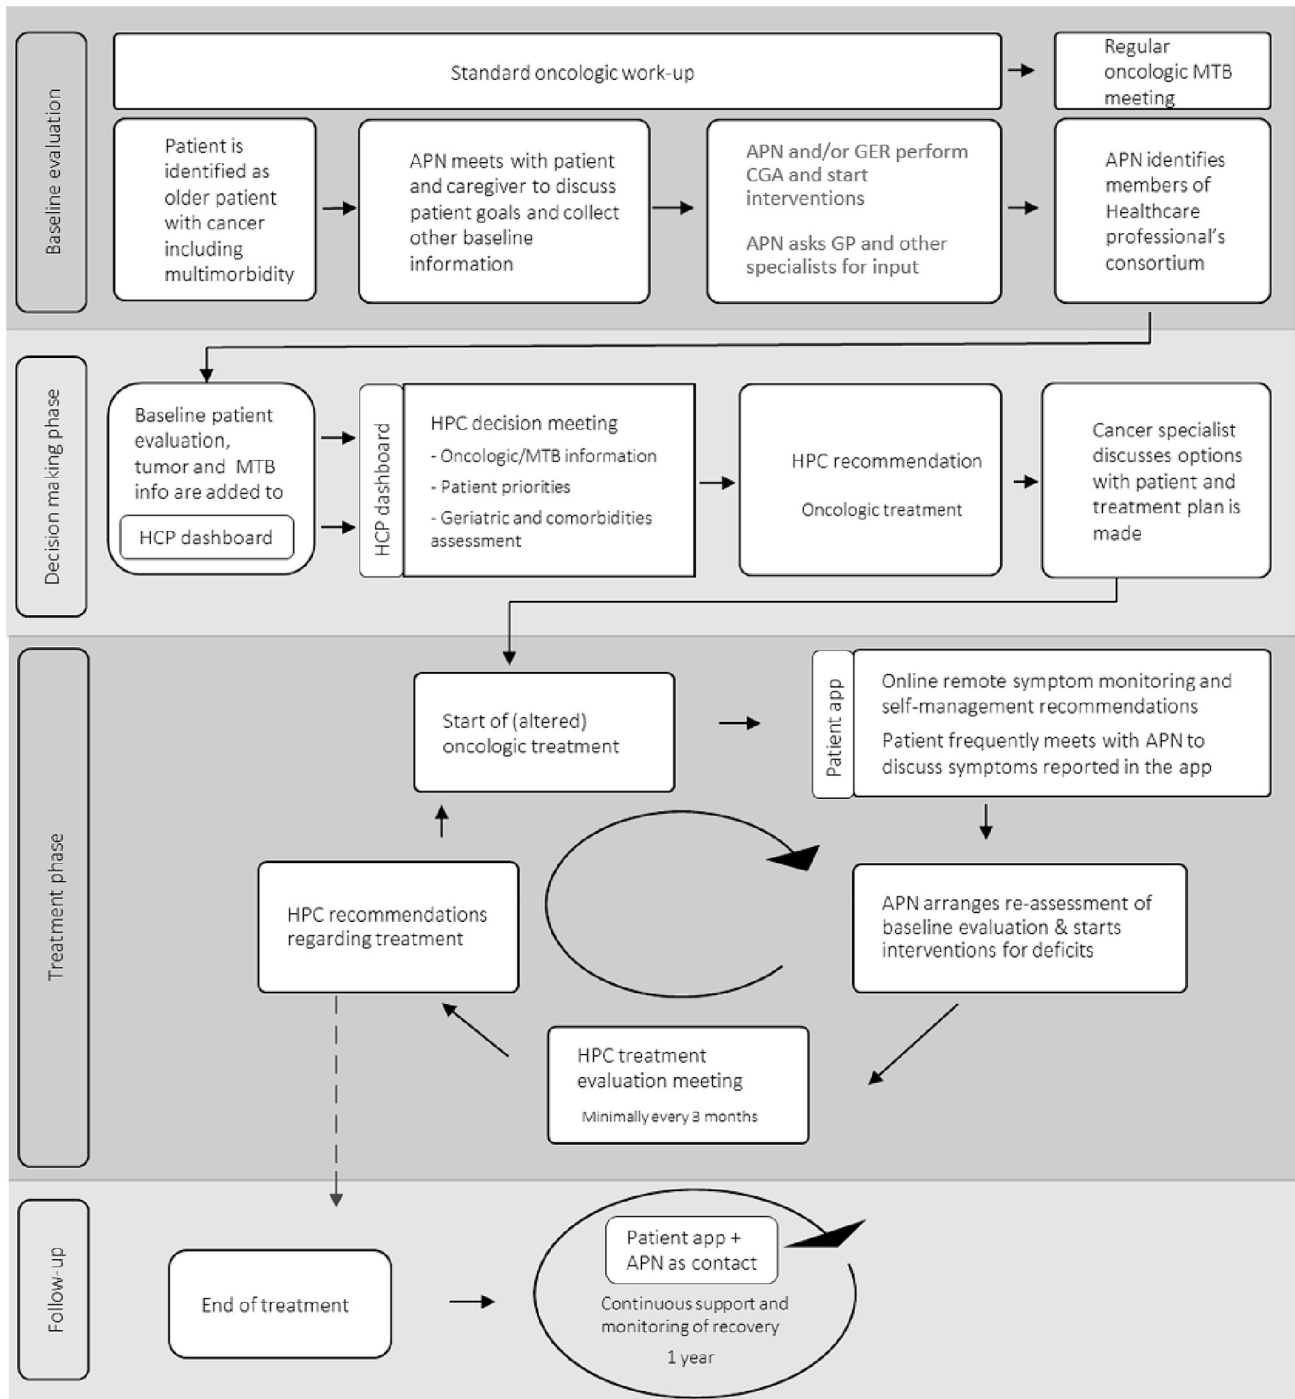 Baseline evaluation
Standard oncologic work-up
Regular
oncologic MTB
meeting
Patient is
identified as
older patient
with cancer
including
multimorbidity
APN meets with patient
and caregiver to discuss
patient goals and collect
other baseline
information
APN and/or GER perform
CGA and start
interventions
APN asks GP and other
specialists for input
APN identifies
members of
Healthcare
professional's
consortium
Decision making phase
Baseline patient
evaluation,
tumor and MTB
info are added to
HCP dashboard
HCP dashboard
HPC decision meeting
- Oncologic/MTB information
- Patient priorities
- Geriatric and comorbidities
assessment
HPC recommendation
Oncologic treatment
Cancer specialist
discusses options
with patient and
treatment plan is
made
Treatment phase
Start of (altered)
oncologic treatment
Patient app
Online remote symptom monitoring and
self-management recommendations
Patient frequently meets with APN to
discuss symptoms reported in the app
HPC recommendations
regarding treatment
APN arranges re-assessment of
baseline evaluation & starts
interventions for deficits
HPC treatment
evaluation meeting
Minimally every 3 months
Follow-up
End of treatment
Patient app +
APN as contact
Continuous support and
monitoring of recovery
1 year